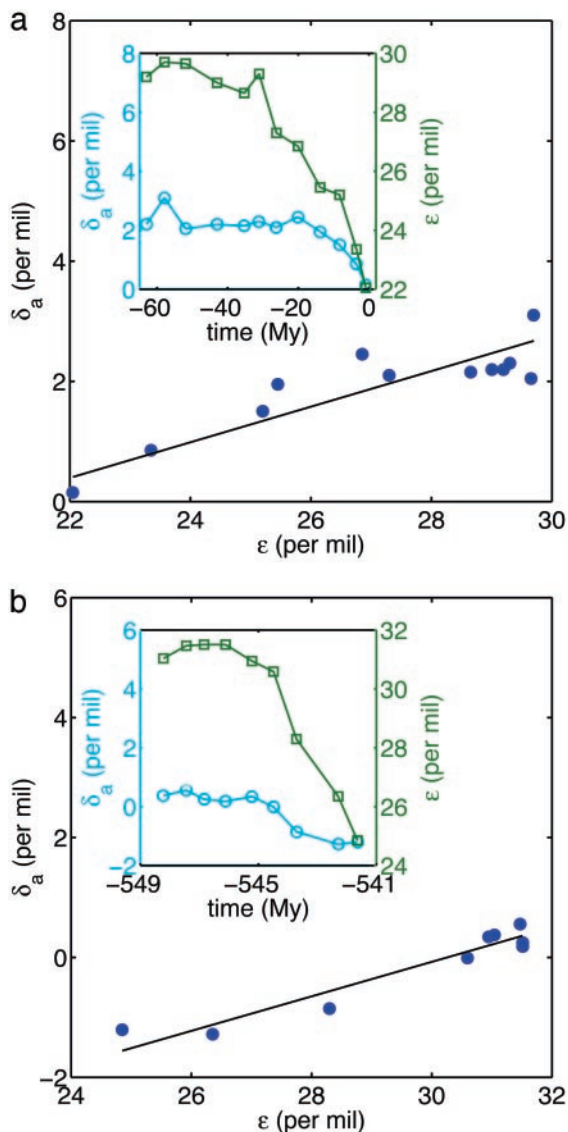 a
8
6
4
2
0
δa (per mil)
22 24 26 28 30
ε (per mil)
8
6
4
2
0
δa (per mil)
30
28
26
24
22
ε (per mil)
−60 −40 −20 0
time (My)
b
6
4
2
0
−2
δa (per mil)
24 26 28 30 32
ε (per mil)
6
4
2
0
−2
δa (per mil)
32
30
28
26
24
ε (per mil)
−549 −545 −541
time (My)